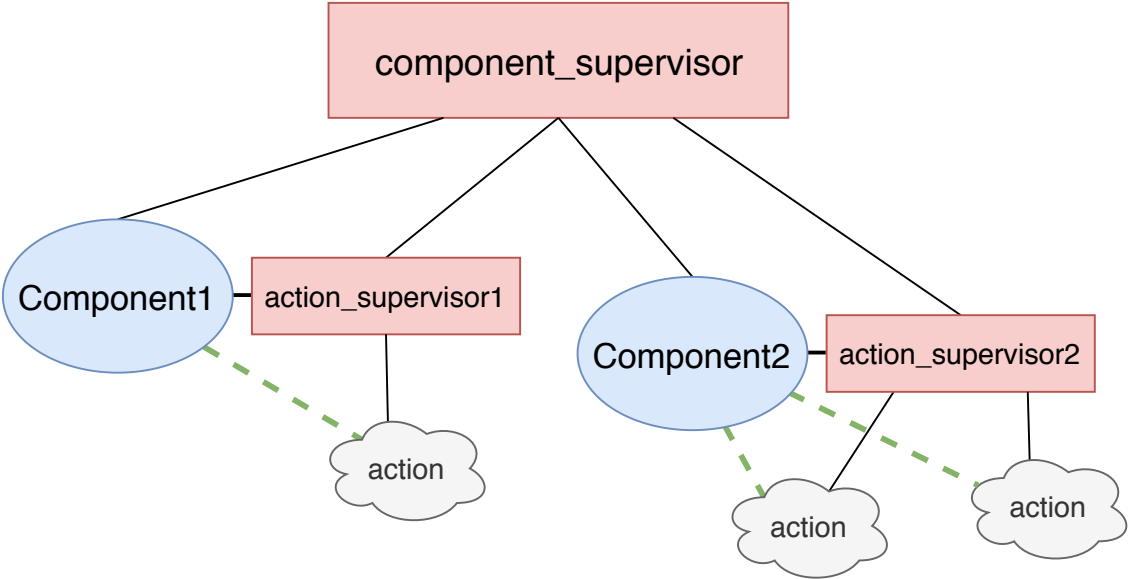 component_supervisor
Component1
action_supervisor1
Component2
action_supervisor2
action
action
action